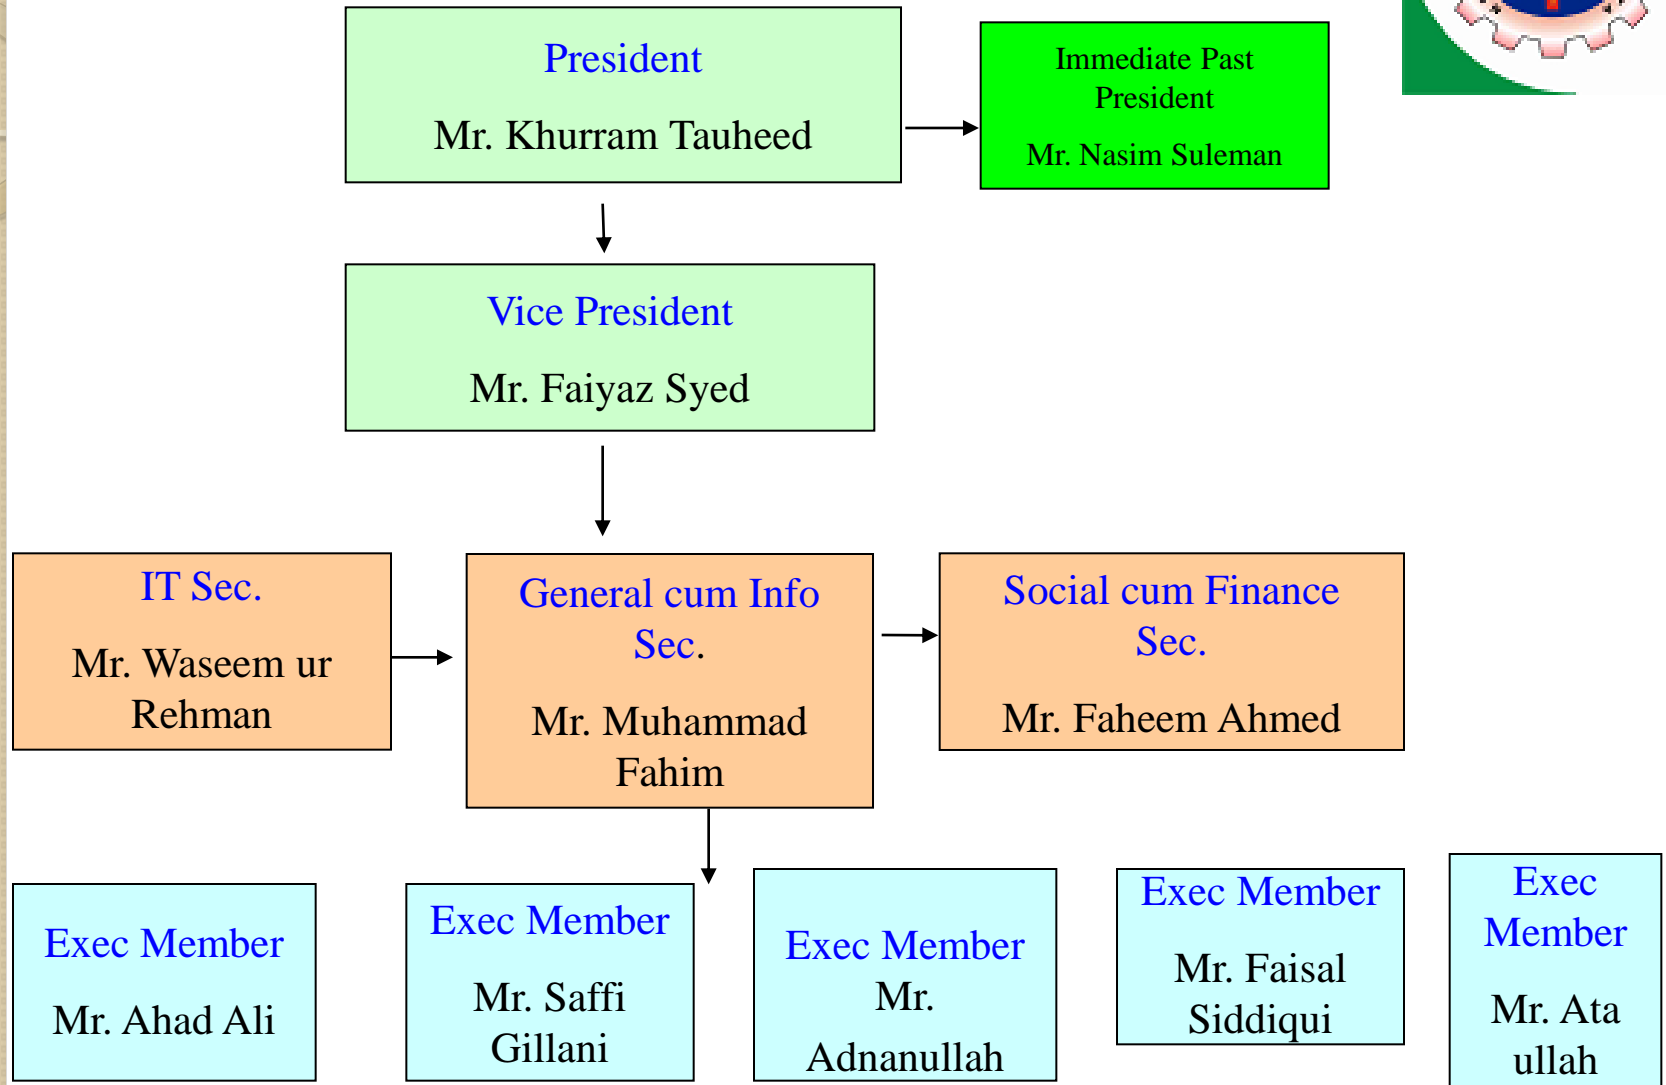 President
Mr. Khurram Tauheed
Immediate Past
President
Mr. Nasim Suleman
Vice President
Mr. Faiyaz Syed
IT Sec.
Mr. Waseem ur
Rehman
General cum Info
Sec.
Mr. Muhammad
Fahim
Social cum Finance
Sec.
Mr. Faheem Ahmed
Exec Member
Mr. Ahad Ali
Exec Member
Mr. Saffi
Gillani
Exec Member
Mr.
Adnanullah
Exec Member
Mr. Faisal
Siddiqui
Exec
Member
Mr. Ata
ullah